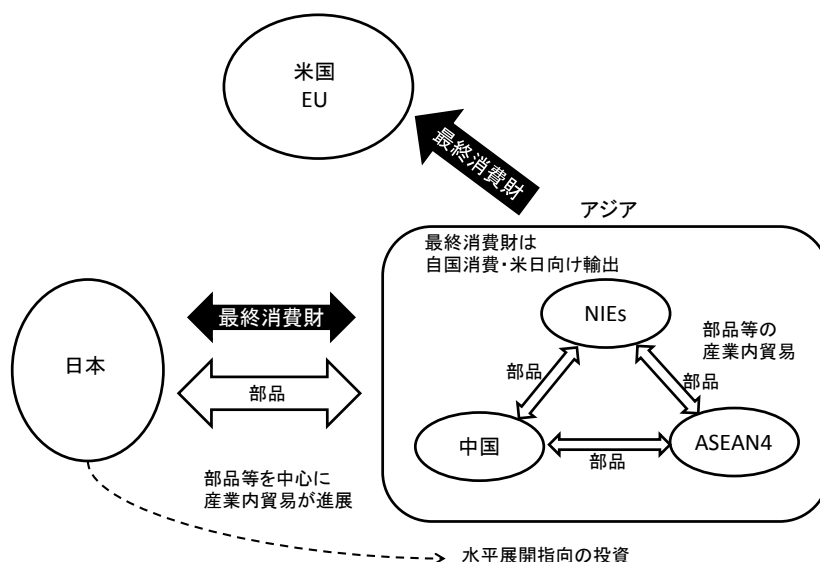 米国
EU
最終消費財
アジア
最終消費財は
自国消費・米日向け輸出
NIEs
部品等の
産業内貿易
最終消費財
日本
部品
部品
部品
中国
ASEAN4
部品
部品等を中心に
産業内貿易が進展
水平展開指向の投資